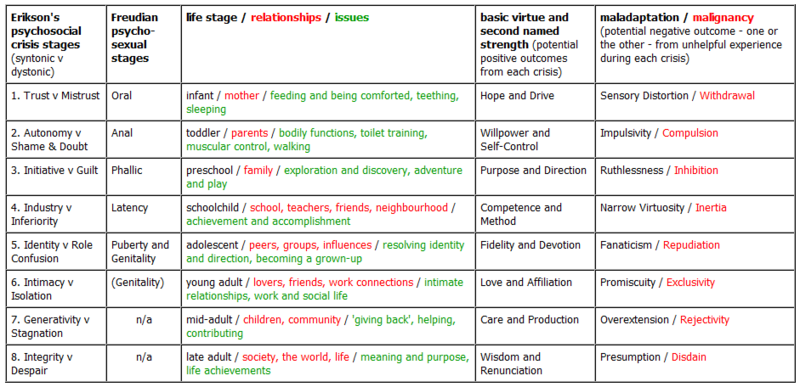 Erikson's psychosocial crisis stages (syntonic v dystonic)
Freudian psycho-sexual stages
life stage / relationships / issues
basic virtue and second named strength (potential positive outcomes from each crisis)
maladaptation / malignancy (potential negative outcome - one or the other - from unhelpful experience during each crisis)
1. Trust v Mistrust
Oral
infant / mother / feeding and being comforted, teething, sleeping
Hope and Drive
Sensory Distortion / Withdrawal
2. Autonomy v Shame & Doubt
Anal
toddler / parents / bodily functions, toilet training, muscular control, walking
Willpower and Self-Control
Impulsivity / Compulsion
3. Initiative v Guilt
Phallic
preschool / family / exploration and discovery, adventure and play
Purpose and Direction
Ruthlessness / Inhibition
4. Industry v Inferiority
Latency
schoolchild / school, teachers, friends, neighbourhood / achievement and accomplishment
Competence and Method
Narrow Virtuosity / Inertia
5. Identity v Role Confusion
Puberty and Genitality
adolescent / peers, groups, influences / resolving identity and direction, becoming a grown-up
Fidelity and Devotion
Fanaticism / Repudiation
6. Intimacy v Isolation
(Genitality)
young adult / lovers, friends, work connections / intimate relationships, work and social life
Love and Affiliation
Promiscuity / Exclusivity
7. Generativity v Stagnation
n/a
mid-adult / children, community / 'giving back', helping, contributing
Care and Production
Overextension / Rejectivity
8. Integrity v Despair
n/a
late adult / society, the world, life / meaning and purpose, life achievements
Wisdom and Renunciation
Presumption / Disdain